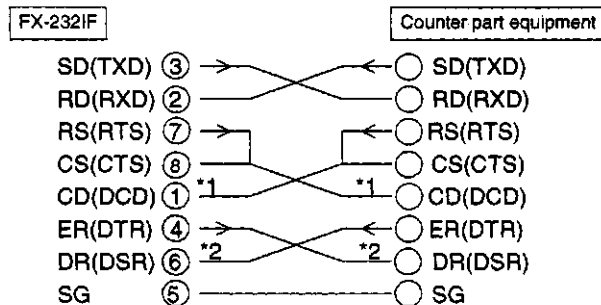 FX-232IF Counter part equipment
SD(TXD) ③ SD(TXD)
RD(RXD) ② RD(RXD)
RS(RTS) ⑦ RS(RTS)
CS(CTS) ⑧ CS(CTS)
CD(DCD) ① *1 *1 CD(DCD)
ER(DTR) ④ ER(DTR)
DR(DSR) ⑥ *2 *2 DR(DSR)
SG ⑤ SG